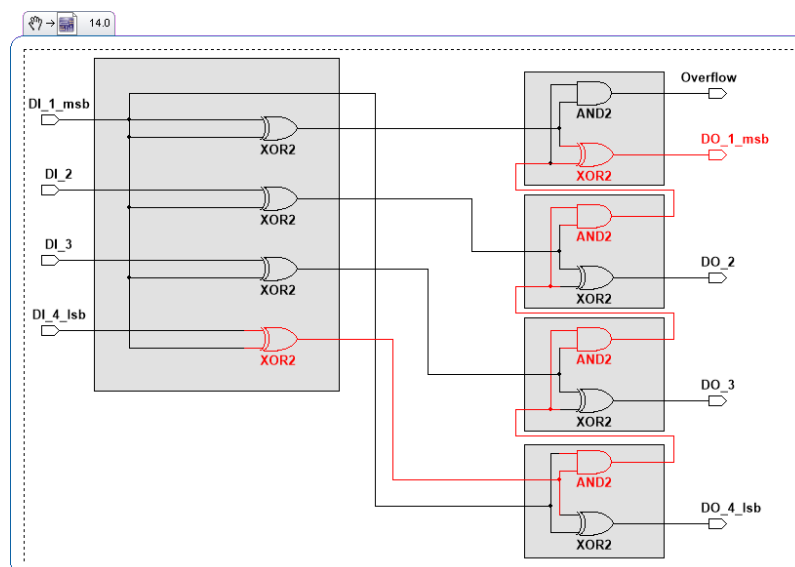 14.0
Overflow
DI_1_msb
AND2
XOR2
DO_1_msb
XOR2
DI_2
AND2
XOR2
DI_3
DO_2
XOR2
XOR2
DI_4_lsb
AND2
XOR2
DO_3
XOR2
AND2
DO_4_lsb
XOR2